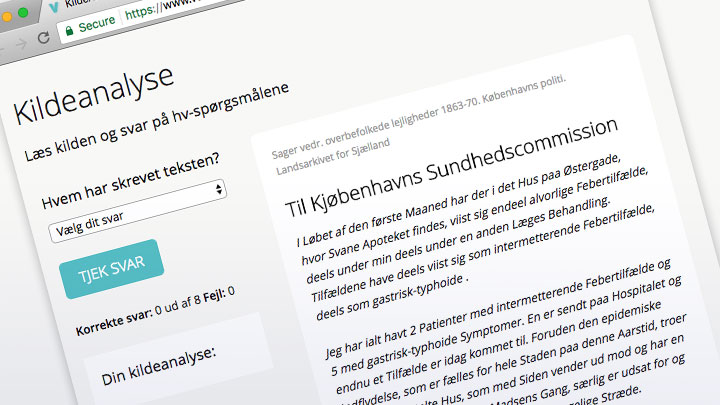 Secure https://www.v
Kildeanalyse
Læs kilden og svar på hv-spørgsmålene
Hvem har skrevet teksten?
Vælg dit svar
TJEK SVAR
Korrekte svar: 0 ud af 8 Fejl: 0
Din kildeanalyse:
Sager vedr. overbefolkede lejligheder 1863-70. Københavns politi.
Landsarkivet for Sjælland
Til Kjøbenhavns Sundhedscommission
I Løbet af den første Maaned har der i det Hus paa Østergade,
hvor Svane Apoteket findes, viist sig endeel alvorlige Febertilfælde,
deels under min deels under en anden Læges Behandling.
Tilfældene have deels viist sig som intermetterende Febertilfælde,
deels som gastrisk-typhoide .
Jeg har ialt havt 2 Patienter med intermetterende Febertilfælde og
5 med gastrisk-typhoide Symptomer. En er sendt paa Hospitalet og
endnu et Tilfælde er idag kommet til. Foruden den epidemiske
Indflydelse, som er fælles for hele Staden paa denne Aarstid, troer
Hus, som med Siden vender ud mod og har en
Madsens Gang, særlig er udsat for og
Stræde.